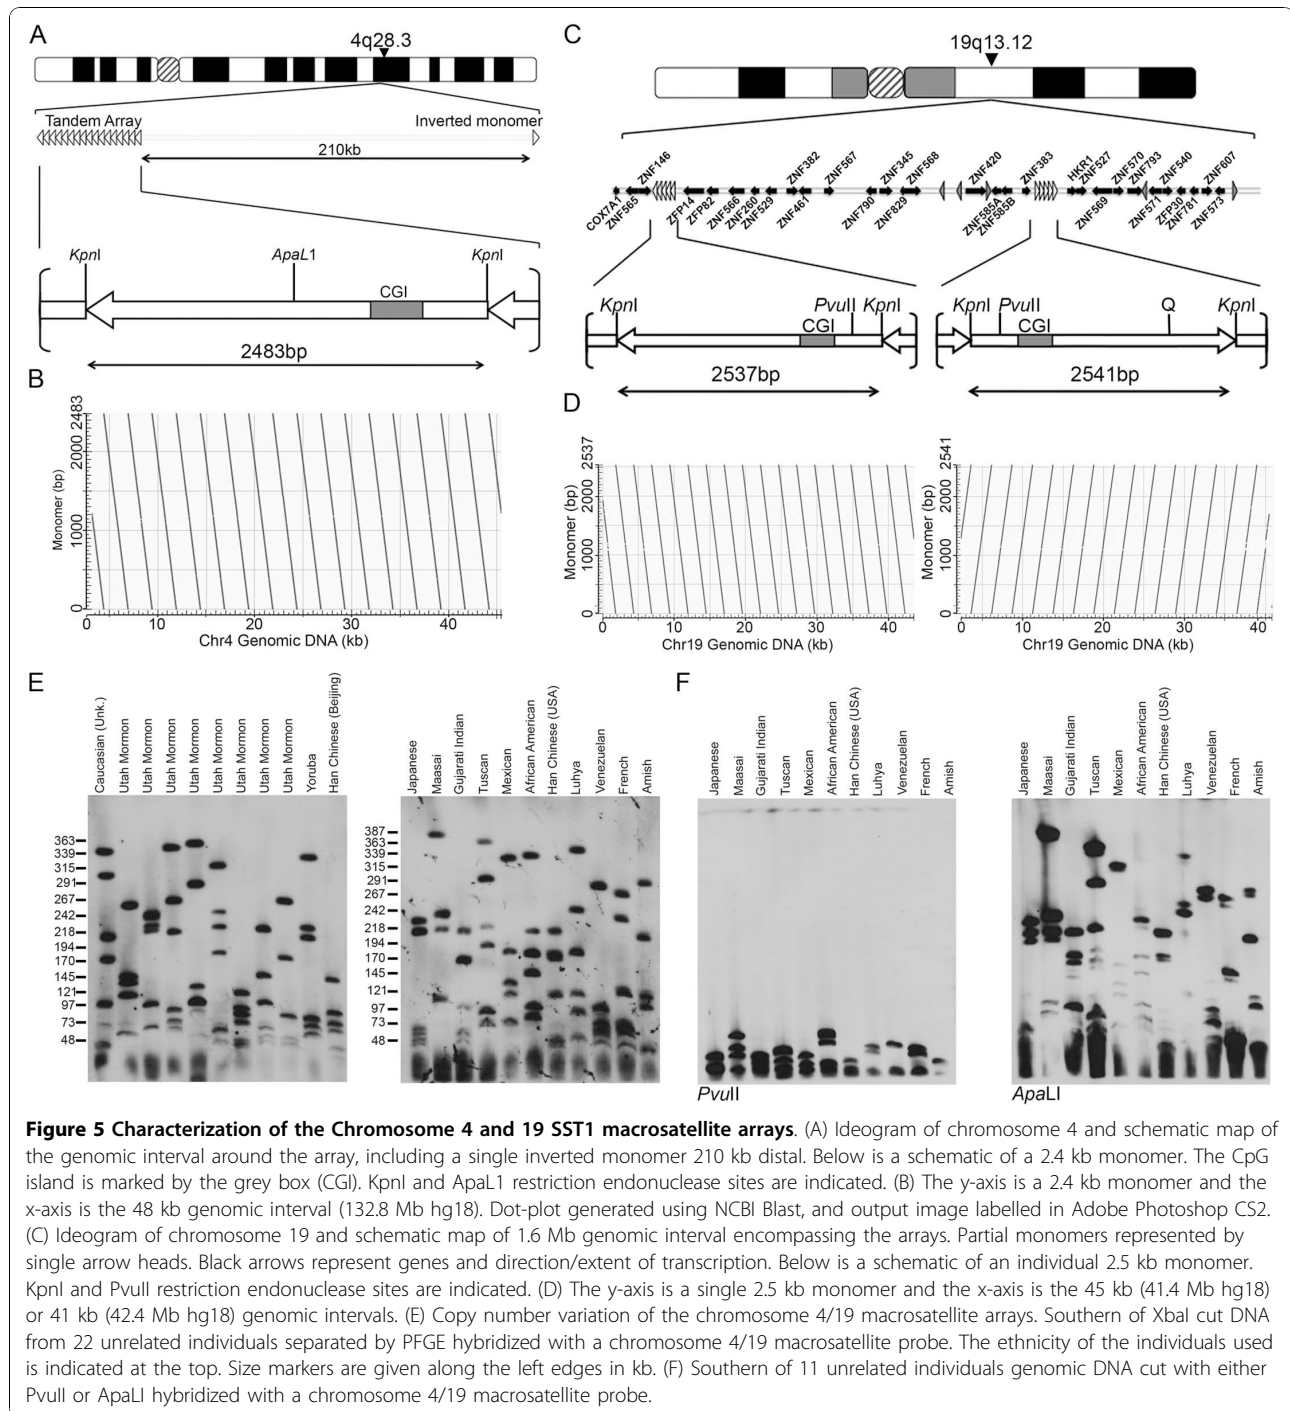 A
4q28.3
Tandem Array
Inverted monomer
210kb
KpnI
ApaL1
KpnI
CGI
2483bp
B
Monomer (bp)
0
1000
2000
2483
0
10
20
30
40
Chr4 Genomic DNA (kb)
C
19q13.12
COX7A1
ZNF565
ZNF146
ZFP14
ZFP82
ZNF566
ZNF260
ZNF529
ZNF382
ZNF461
ZNF567
ZNF790
ZNF345
ZNF829
ZNF568
ZNF420
ZNF585A
ZNF585B
ZNF383
HKR1
ZNF527
ZNF569
ZNF570
ZNF793
ZNF571
ZNF540
ZFP30
ZNF781
ZNF607
ZNF573
KpnI
PvuII
KpnI
CGI
2537bp
KpnI
PvuII
Q
KpnI
CGI
2541bp
D
Monomer (bp)
0
1000
2000
2537
0
10
20
30
40
Chr19 Genomic DNA (kb)
Monomer (bp)
0
1000
2000
2541
0
10
20
30
40
Chr19 Genomic DNA (kb)
E
Caucasian (Unk.)
Utah Mormon
Utah Mormon
Utah Mormon
Utah Mormon
Utah Mormon
Utah Mormon
Utah Mormon
Utah Mormon
Yoruba
Han Chinese (Beijing)
363
339
315
291
267
242
218
194
170
145
121
97
73
48
Japanese
Maasai
Gujarati Indian
Tuscan
Mexican
African American
Han Chinese (USA)
Luhya
Venezuelan
French
Amish
387
363
339
315
291
267
242
218
194
170
145
121
97
73
48
F
Japanese
Maasai
Gujarati Indian
Tuscan
Mexican
African American
Han Chinese (USA)
Luhya
Venezuelan
French
Amish
PvuII
Japanese
Maasai
Gujarati Indian
Tuscan
Mexican
African American
Han Chinese (USA)
Luhya
Venezuelan
French
Amish
ApaLI
Figure 5 Characterization of the Chromosome 4 and 19 SST1 macrosatellite arrays. (A) Ideogram of chromosome 4 and schematic map of
the genomic interval around the array, including a single inverted monomer 210 kb distal. Below is a schematic of a 2.4 kb monomer. The CpG
island is marked by the grey box (CGI). KpnI and ApaL1 restriction endonuclease sites are indicated. (B) The y-axis is a 2.4 kb monomer and the
x-axis is the 48 kb genomic interval (132.8 Mb hg18). Dot-plot generated using NCBI Blast, and output image labelled in Adobe Photoshop CS2.
(C) Ideogram of chromosome 19 and schematic map of 1.6 Mb genomic interval encompassing the arrays. Partial monomers represented by
single arrow heads. Black arrows represent genes and direction/extent of transcription. Below is a schematic of an individual 2.5 kb monomer.
KpnI and PvuII restriction endonuclease sites are indicated. (D) The y-axis is a single 2.5 kb monomer and the x-axis is the 45 kb (41.4 Mb hg18)
or 41 kb (42.4 Mb hg18) genomic intervals. (E) Copy number variation of the chromosome 4/19 macrosatellite arrays. Southern of XbaI cut DNA
from 22 unrelated individuals separated by PFGE hybridized with a chromosome 4/19 macrosatellite probe. The ethnicity of the individuals used
is indicated at the top. Size markers are given along the left edges in kb. (F) Southern of 11 unrelated individuals genomic DNA cut with either
PvuII or ApaLI hybridized with a chromosome 4/19 macrosatellite probe.